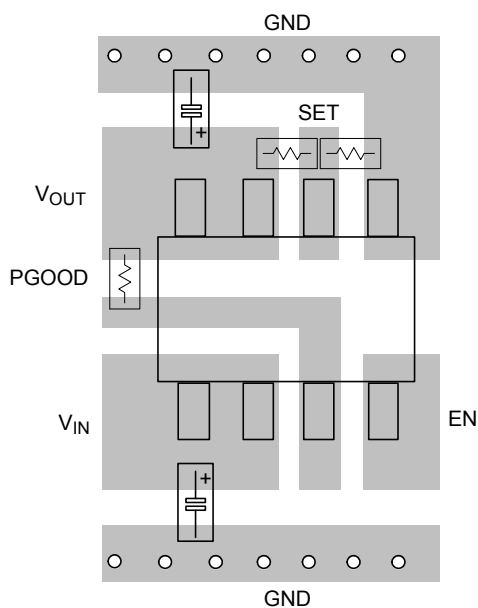 GND
+
SET
VOUT
PGOOD
VIN
EN
+
GND